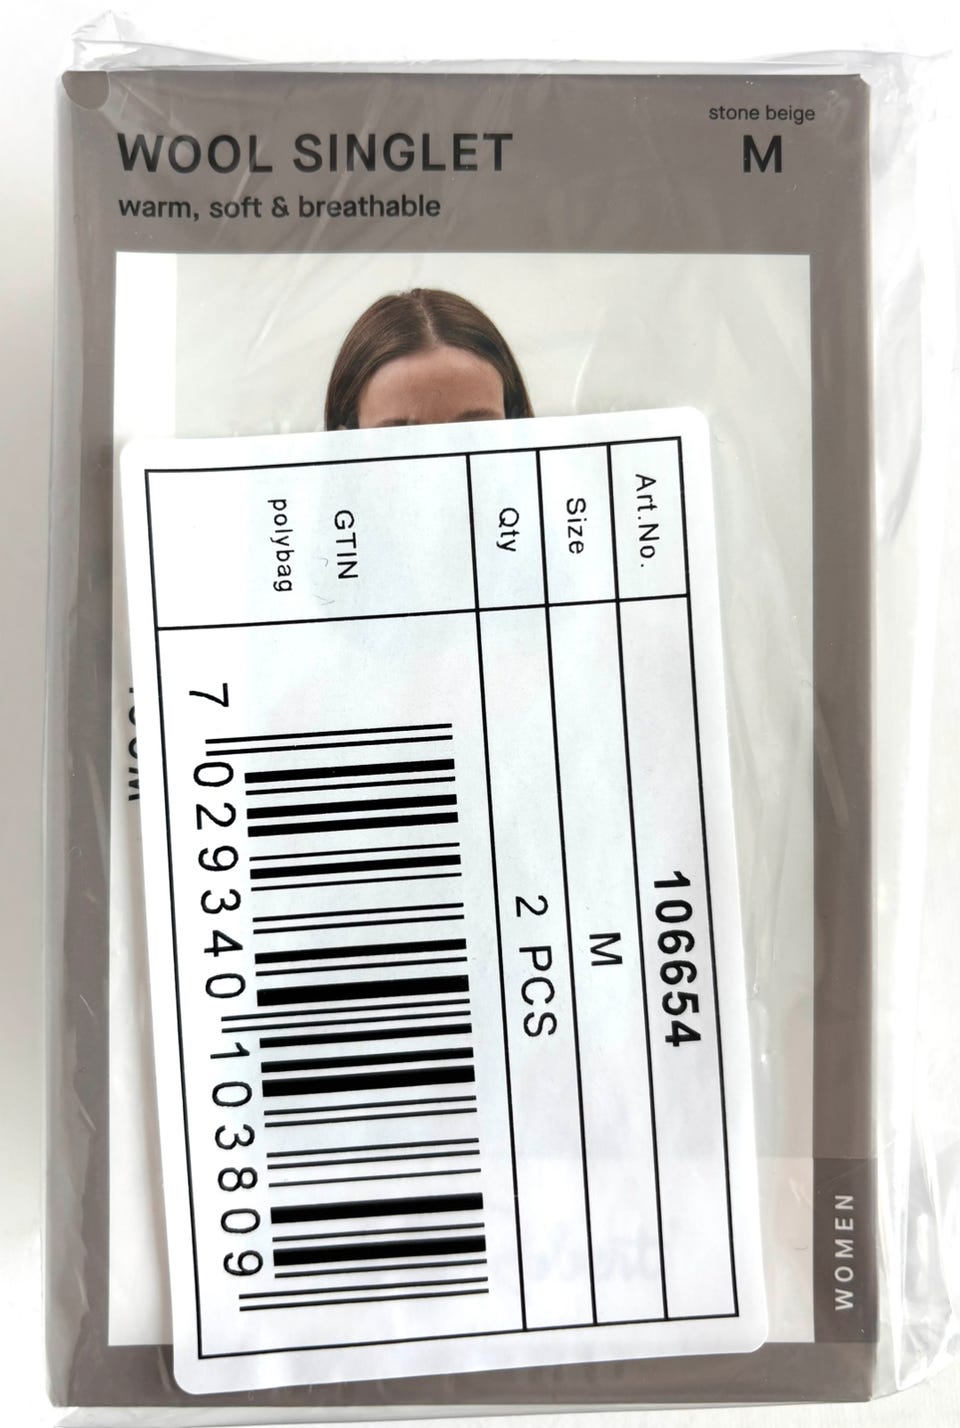 stone beige
WOOL SINGLET
M
warm, soft & breathable
Art.No. 106654
Size M
Qty 2 PCS
GTIN
polybag
7 029340 103809
WOMEN